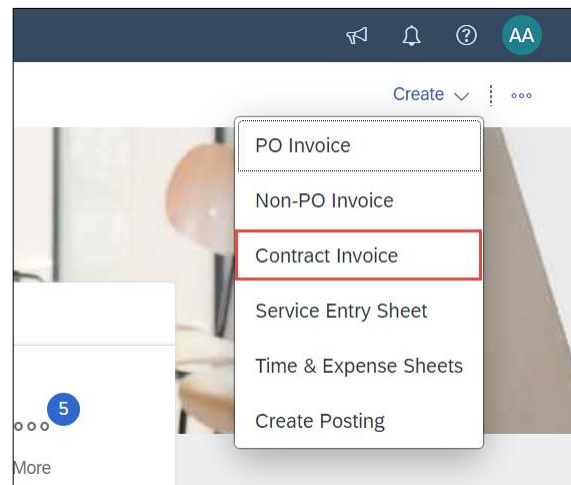 AA
Create
PO Invoice
Non-PO Invoice
Contract Invoice
Service Entry Sheet
Time & Expense Sheets
Create Posting
5
More